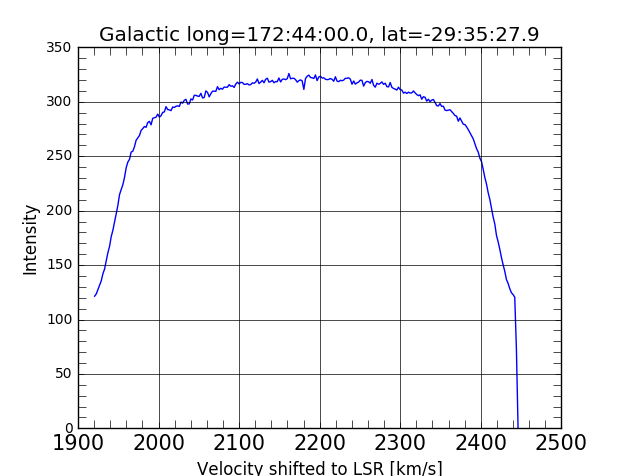 Galactic long=172:44:00.0, lat=-29:35:27.9
350
300
250
200
150
100
50
0
Intensity
1900 2000 2100 2200 2300 2400 2500
Velocity shifted to LSR [km/s]